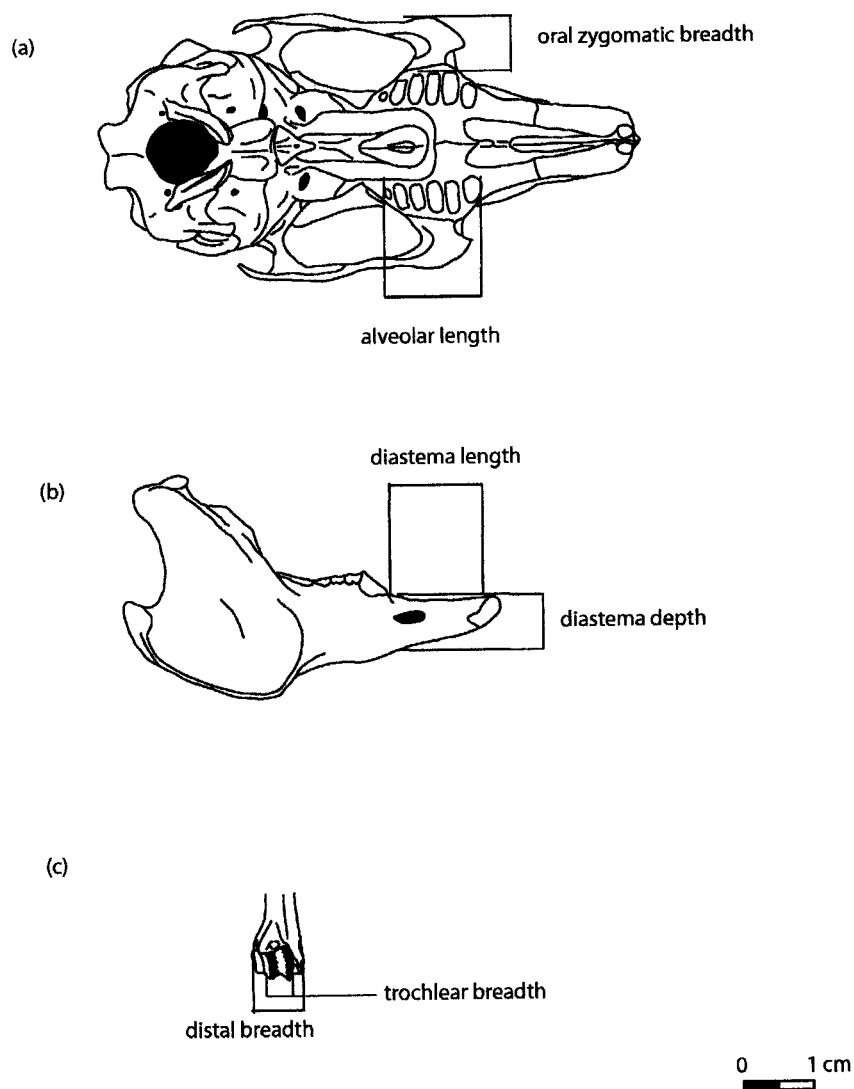 (a)
oral zygomatic breadth
alveolar length
diastema length
(b)
diastema depth
(c)
trochlear breadth
distal breadth
0 1 cm